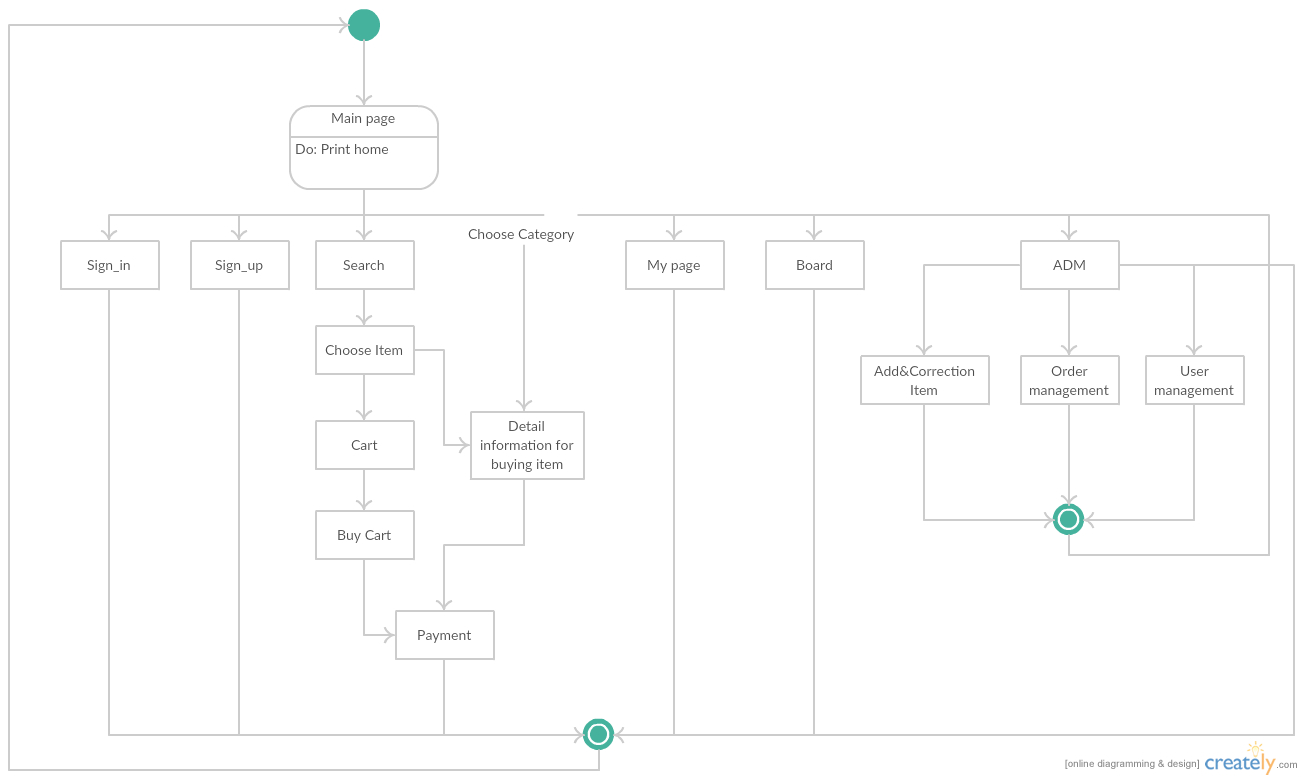 Main page
Do: Print home
Choose Category
Sign_in
Sign_up
Search
My page
Board
ADM
Choose Item
Add&Correction
Item
Order
management
User
management
Cart
Detail
information for
buying item
Buy Cart
Payment
[online diagramming & design] creately.com